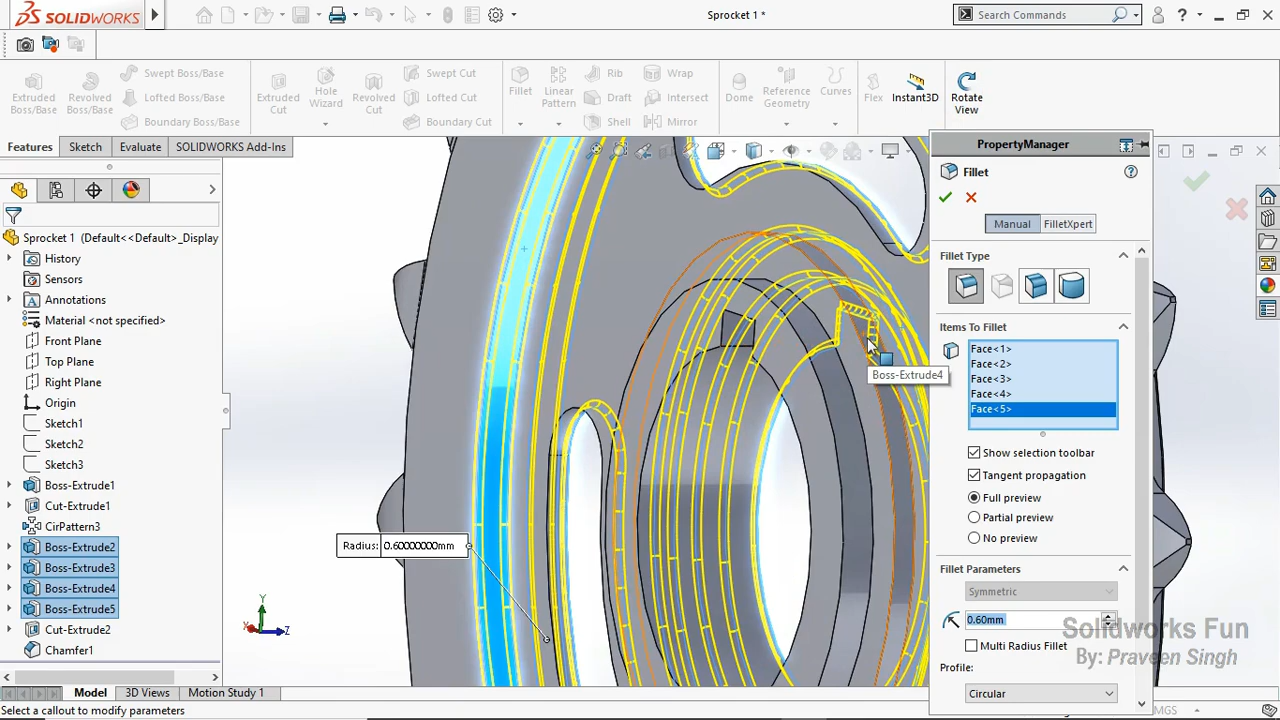 SOLIDWORKS
Sprocket 1 *
Search Commands
Extruded Boss/Base
Revolved Boss/Base
Swept Boss/Base
Lofted Boss/Base
Boundary Boss/Base
Extruded Cut
Hole Wizard
Revolved Cut
Swept Cut
Lofted Cut
Boundary Cut
Fillet
Linear Pattern
Rib
Draft
Shell
Wrap
Intersect
Mirror
Dome
Reference Geometry
Curves
Flex
Instant3D
Rotate View
Features
Sketch
Evaluate
SOLIDWORKS Add-Ins
Sprocket 1 (Default<<Default>_Display
History
Sensors
Annotations
Material <not specified>
Front Plane
Top Plane
Right Plane
Origin
Sketch1
Sketch2
Sketch3
Boss-Extrude1
Cut-Extrude1
CirPattern3
Boss-Extrude2
Boss-Extrude3
Boss-Extrude4
Boss-Extrude5
Cut-Extrude2
Chamfer1
Radius: 0.60000000mm
Y
X
Z
Boss-Extrude4
PropertyManager
Fillet
Manual
FilletXpert
Fillet Type
Items To Fillet
Face<1>
Face<2>
Face<3>
Face<4>
Face<5>
Show selection toolbar
Tangent propagation
Full preview
Partial preview
No preview
Fillet Parameters
Symmetric
0.60mm
Multi Radius Fillet
Profile:
Circular
Solidworks Fun
By: Praveen Singh
Model
3D Views
Motion Study 1
Select a callout to modify parameters
MGS